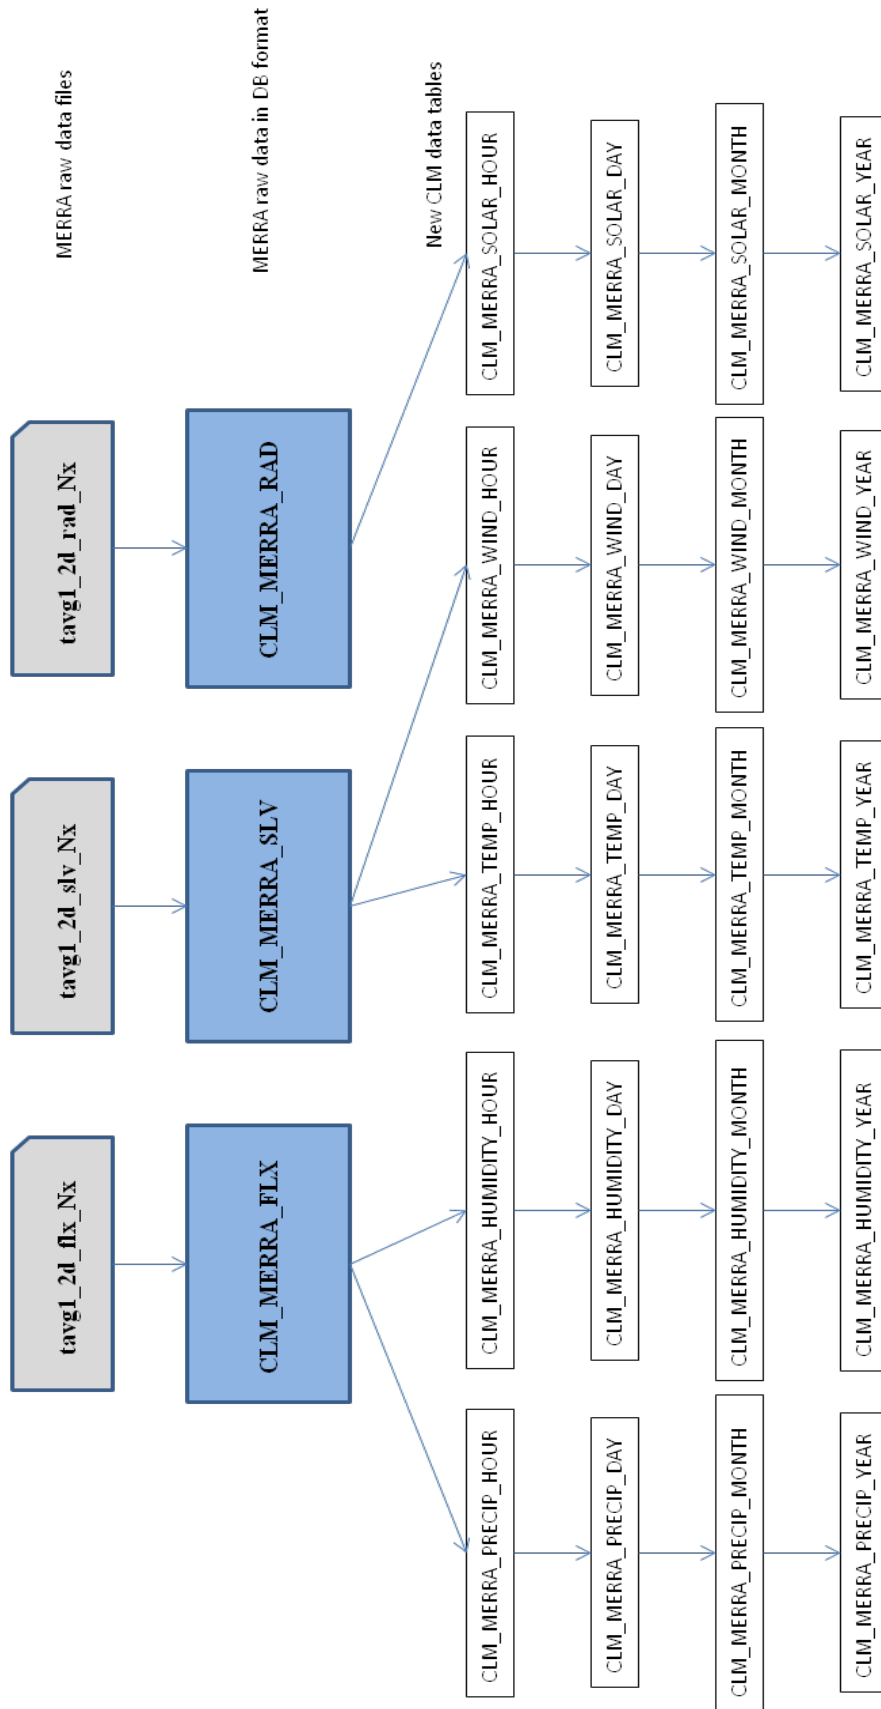 tavg1_2d_flx_Nx
tavg1_2d_slv_Nx
tavg1_2d_rad_Nx
MERRA raw data files
CLM_MERRA_FLX
CLM_MERRA_SLV
CLM_MERRA_RAD
MERRA raw data in DB format
New CLM data tables
CLM_MERRA_PRECIP_HOUR
CLM_MERRA_HUMIDITY_HOUR
CLM_MERRA_TEMP_HOUR
CLM_MERRA_WIND_HOUR
CLM_MERRA_SOLAR_HOUR
CLM_MERRA_PRECIP_DAY
CLM_MERRA_HUMIDITY_DAY
CLM_MERRA_TEMP_DAY
CLM_MERRA_WIND_DAY
CLM_MERRA_SOLAR_DAY
CLM_MERRA_PRECIP_MONTH
CLM_MERRA_HUMIDITY_MONTH
CLM_MERRA_TEMP_MONTH
CLM_MERRA_WIND_MONTH
CLM_MERRA_SOLAR_MONTH
CLM_MERRA_PRECIP_YEAR
CLM_MERRA_HUMIDITY_YEAR
CLM_MERRA_TEMP_YEAR
CLM_MERRA_WIND_YEAR
CLM_MERRA_SOLAR_YEAR